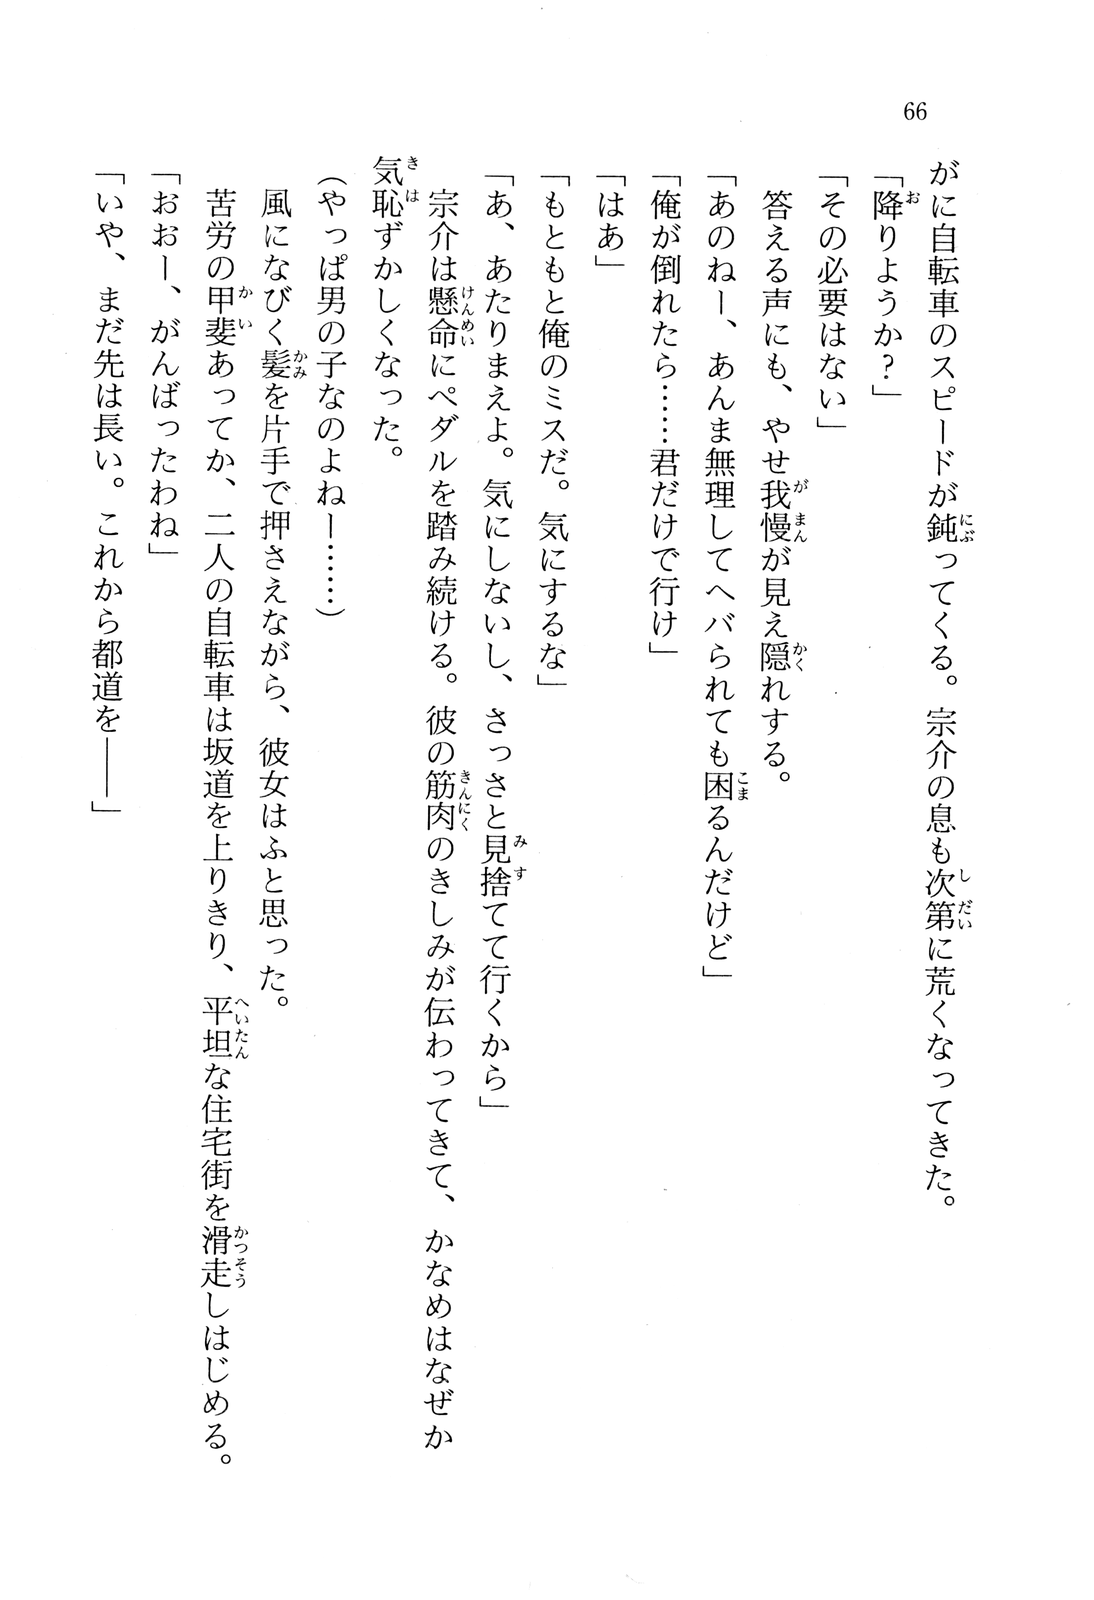 66
がに自転車のスピードが鈍ってくる。宗介の息も次第に荒くなってきた。
「降りようか？」
「その必要はない」
答える声にも、やせ我慢が見え隠れする。
「あのねー、あんま無理してヘバられても困るんだけど」
「俺が倒れたら……君だけで行け」
「はあ」
「もともと俺のミスだ。気にするな」
「あ、あたりまえよ。気にしないし、さっさと見捨てて行くから」
宗介は懸命にペダルを踏み続ける。彼の筋肉のきしみが伝わってきて、かなめはなぜか
気恥ずかしくなった。
（やっぱ男の子なのよねー……）
風になびく髪を片手で押さえながら、彼女はふと思った。
苦労の甲斐あってか、二人の自転車は坂道を上りきり、平坦な住宅街を滑走しはじめる。
「おおー、がんばったわね」
「いや、まだ先は長い。これから都道を――」